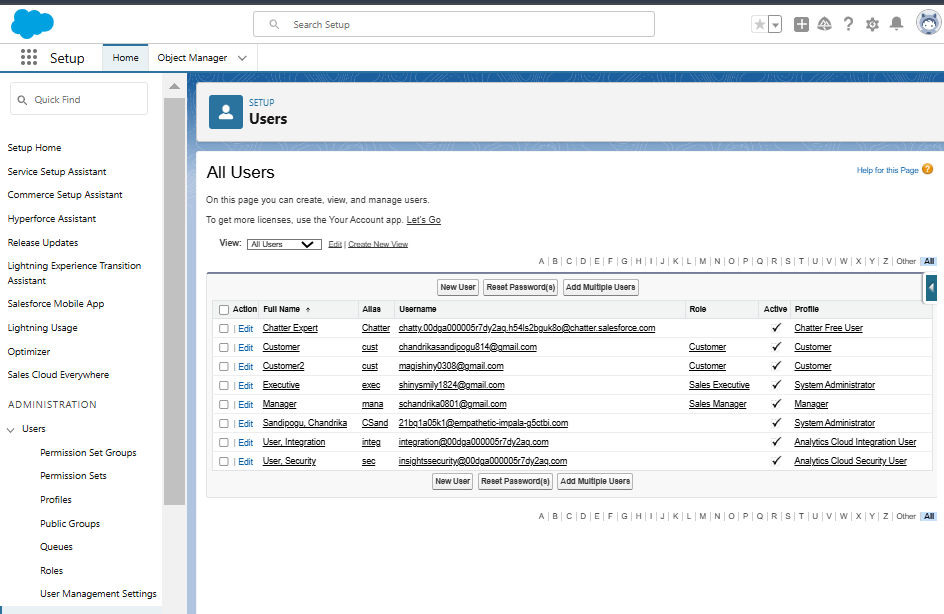 Search Setup
Setup
Home
Object Manager
Quick Find
Setup Home
Service Setup Assistant
Commerce Setup Assistant
Hyperforce Assistant
Release Updates
Lightning Experience Transition
Assistant
Salesforce Mobile App
Lightning Usage
Optimizer
Sales Cloud Everywhere
ADMINISTRATION
Users
Permission Set Groups
Permission Sets
Profiles
Public Groups
Queues
Roles
User Management Settings
SETUP
Users
All Users
Help for this Page ?
On this page you can create, view, and manage users.
To get more licenses, use the Your Account app. Let's Go
View: All Users Edit | Create New View
A | B | C | D | E | F | G | H | I | J | K | L | M | N | O | P | Q | R | S | T | U | V | W | X | Y | Z | Other All
New User Reset Password(s) Add Multiple Users
Action Full Name ↑ Alias Username Role Active Profile
| Edit Chatter Expert Chatter chatty.00dga000005r7dy2aq.h54ls2bguk8o@chatter.salesforce.com ✓ Chatter Free User
| Edit Customer cust chandrikasandipogu814@gmail.com Customer ✓ Customer
| Edit Customer2 cust magishiny0308@gmail.com Customer ✓ Customer
| Edit Executive exec shinysmily1824@gmail.com Sales Executive ✓ System Administrator
| Edit Manager mana schandrika0801@gmail.com Sales Manager ✓ Manager
| Edit Sandipogu, Chandrika CSand 21bq1a05k1@empathetic-impala-g5ctbi.com ✓ System Administrator
| Edit User, Integration integ integration@00dga000005r7dy2aq.com ✓ Analytics Cloud Integration User
| Edit User, Security sec insightssecurity@00dga000005r7dy2aq.com ✓ Analytics Cloud Security User
New User Reset Password(s) Add Multiple Users
A | B | C | D | E | F | G | H | I | J | K | L | M | N | O | P | Q | R | S | T | U | V | W | X | Y | Z | Other All